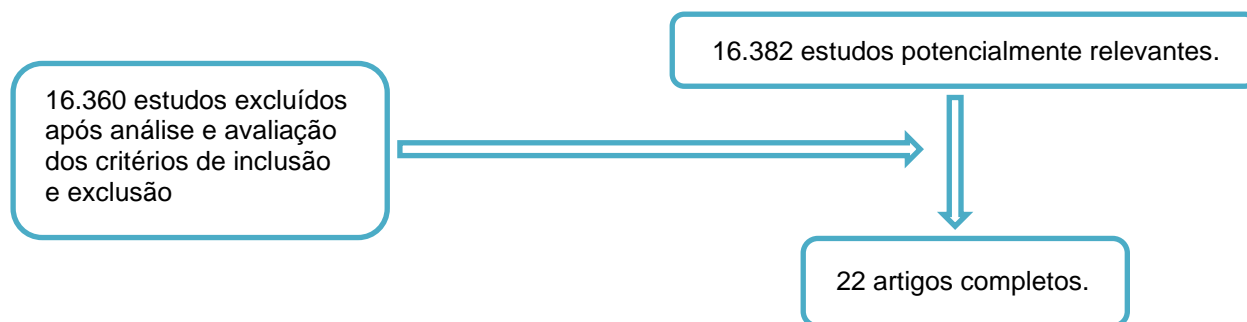 16.382 estudos potencialmente relevantes.
16.360 estudos excluídos
após análise e avaliação
dos critérios de inclusão
e exclusão
22 artigos completos.